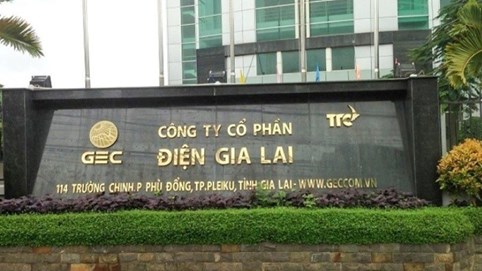 GEC
CÔNG TY CỔ PHẦN
TTC
ĐIỆN GIA LAI
114 TRƯỜNG CHINH, P PHÙ ĐỔNG, TP.PLEIKU, TỈNH GIA LAI - WWW.GECCOM.VN